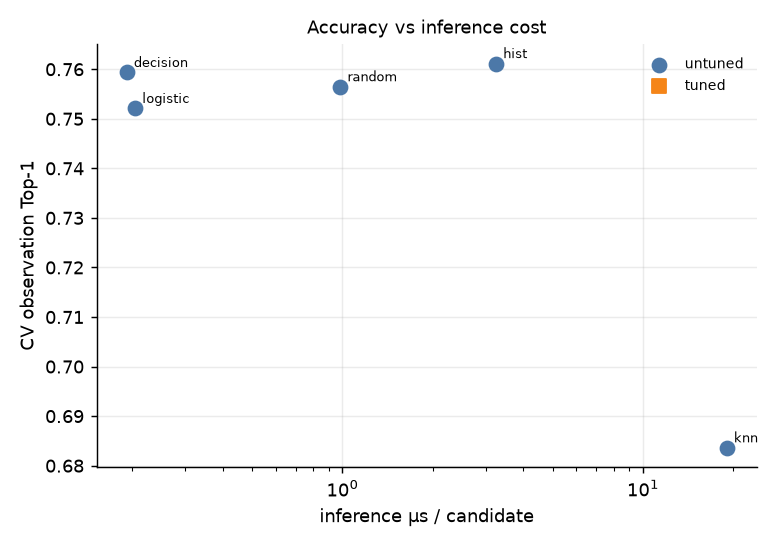 Accuracy vs inference cost
untuned
tuned
decision
logistic
random
hist
knn
CV observation Top-1
0.76
0.75
0.74
0.73
0.72
0.71
0.70
0.69
0.68
10⁰
10¹
inference µs / candidate